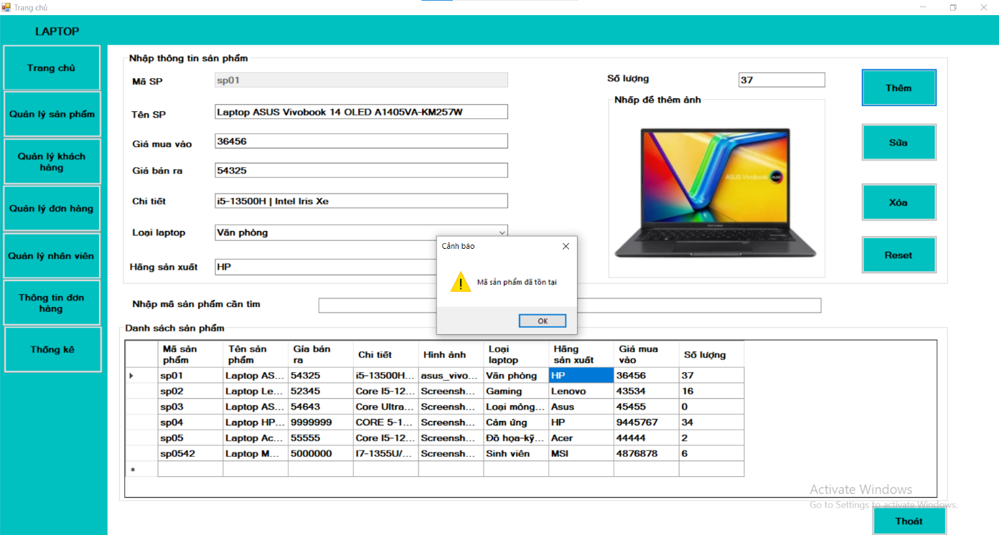 Trang chủ
LAPTOP
Trang chủ
Quản lý sản phẩm
Quản lý khách
hàng
Quản lý đơn hàng
Quản lý nhân viên
Thông tin đơn
hàng
Thống kê
Nhập thông tin sản phẩm
Mã SP
sp01
Tên SP
Laptop ASUS Vivobook 14 OLED A1405VA-KM257W
Giá mua vào
36456
Giá bán ra
54325
Chi tiết
i5-13500H | Intel Iris Xe
Loại laptop
Văn phòng
Hãng sản xuất
HP
Số lượng
37
Nhấp để thêm ảnh
ASUS Vivobook
OLED
Thêm
Sửa
Xóa
Reset
Cảnh báo
Mã sản phẩm đã tồn tại
OK
Nhập mã sản phẩm cần tìm
Danh sách sản phẩm
Mã sản phẩm Tên sản phẩm Gía bán ra Chi tiết Hình ảnh Loại laptop Hãng sản xuất Giá mua vào Số lượng
sp01 Laptop AS... 54325 i5-13500H... asus_vivo... Văn phòng HP 36456 37
sp02 Laptop Le... 52345 Core I5-12... Screensh... Gaming Lenovo 43534 16
sp03 Laptop AS... 54643 Core Ultra... Screensh... Loại mỏng... Asus 45455 0
sp04 Laptop HP... 9999999 CORE 5-1... Screensh... Cảm ứng HP 9445767 34
sp05 Laptop Ac... 55555 Core I5-12... Screensh... Đồ họa-kỹ... Acer 44444 2
sp0542 Laptop M... 5000000 I7-1355U/... Screensh... Sinh viên MSI 4876878 6
Activate Windows
Go to Settings to activate Windows.
Thoát